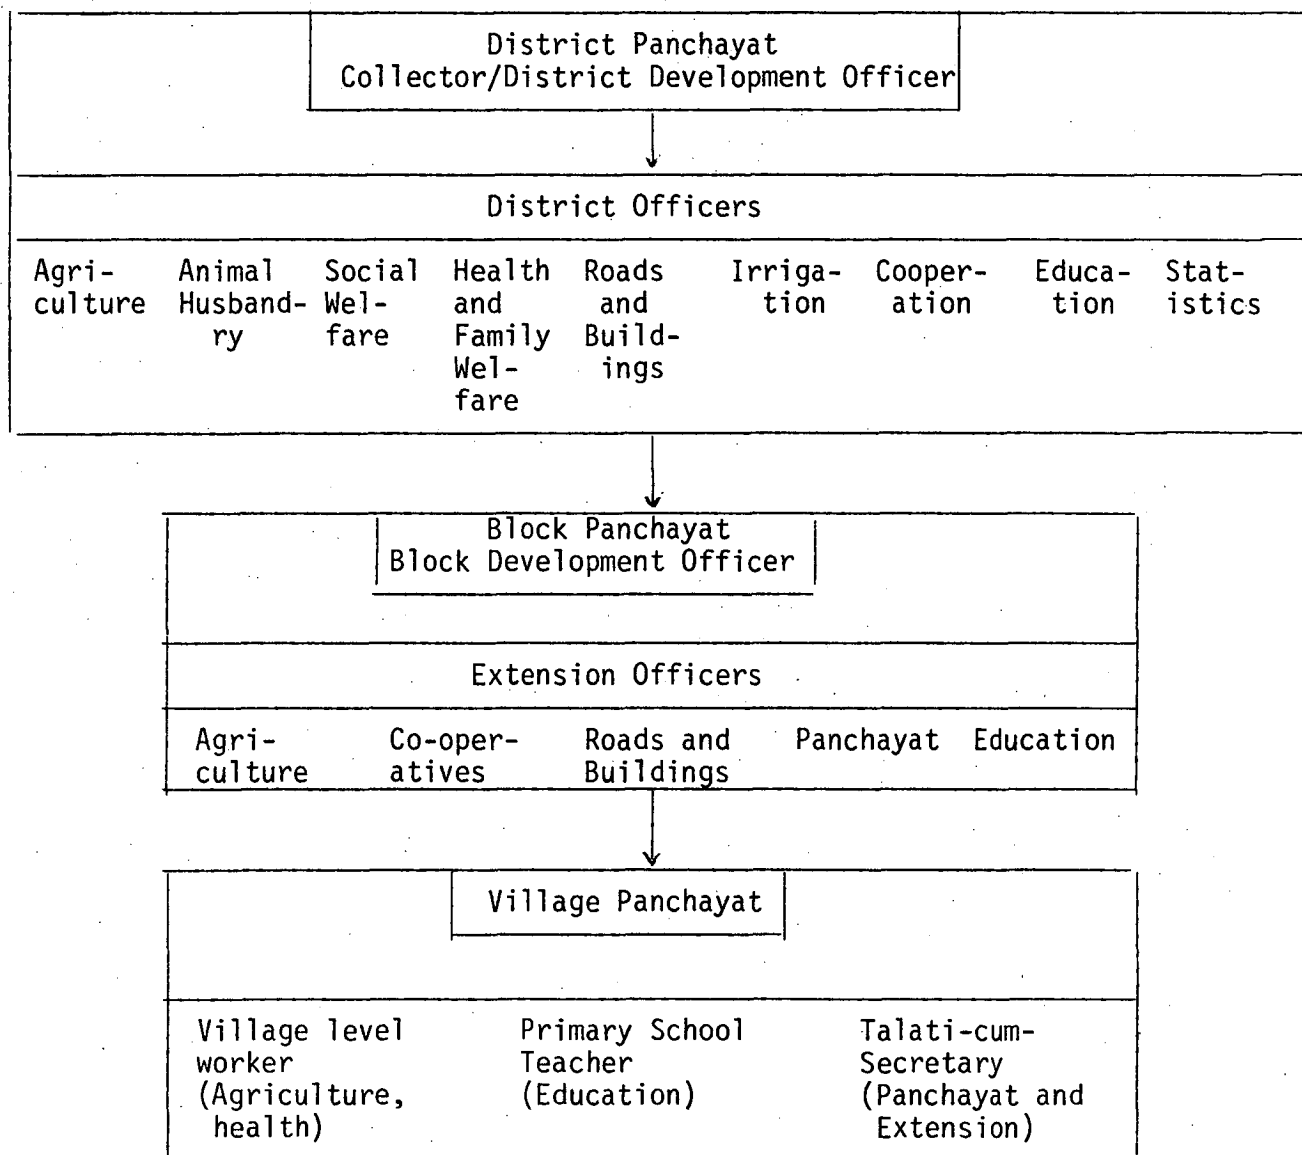 District Panchayat
Collector/District Development Officer
District Officers
Agri-
culture
Animal
Husband-
ry
Social
Wel-
fare
Health
and
Family
Wel-
fare
Roads
and
Build-
ings
Irriga-
tion
Cooper-
ation
Educa-
tion
Stat-
istics
Block Panchayat
Block Development Officer
Extension Officers
Agri-
culture
Co-oper-
atives
Roads and
Buildings
Panchayat
Education
Village Panchayat
Village level
worker
(Agriculture,
health)
Primary School
Teacher
(Education)
Talati-cum-
Secretary
(Panchayat and
Extension)